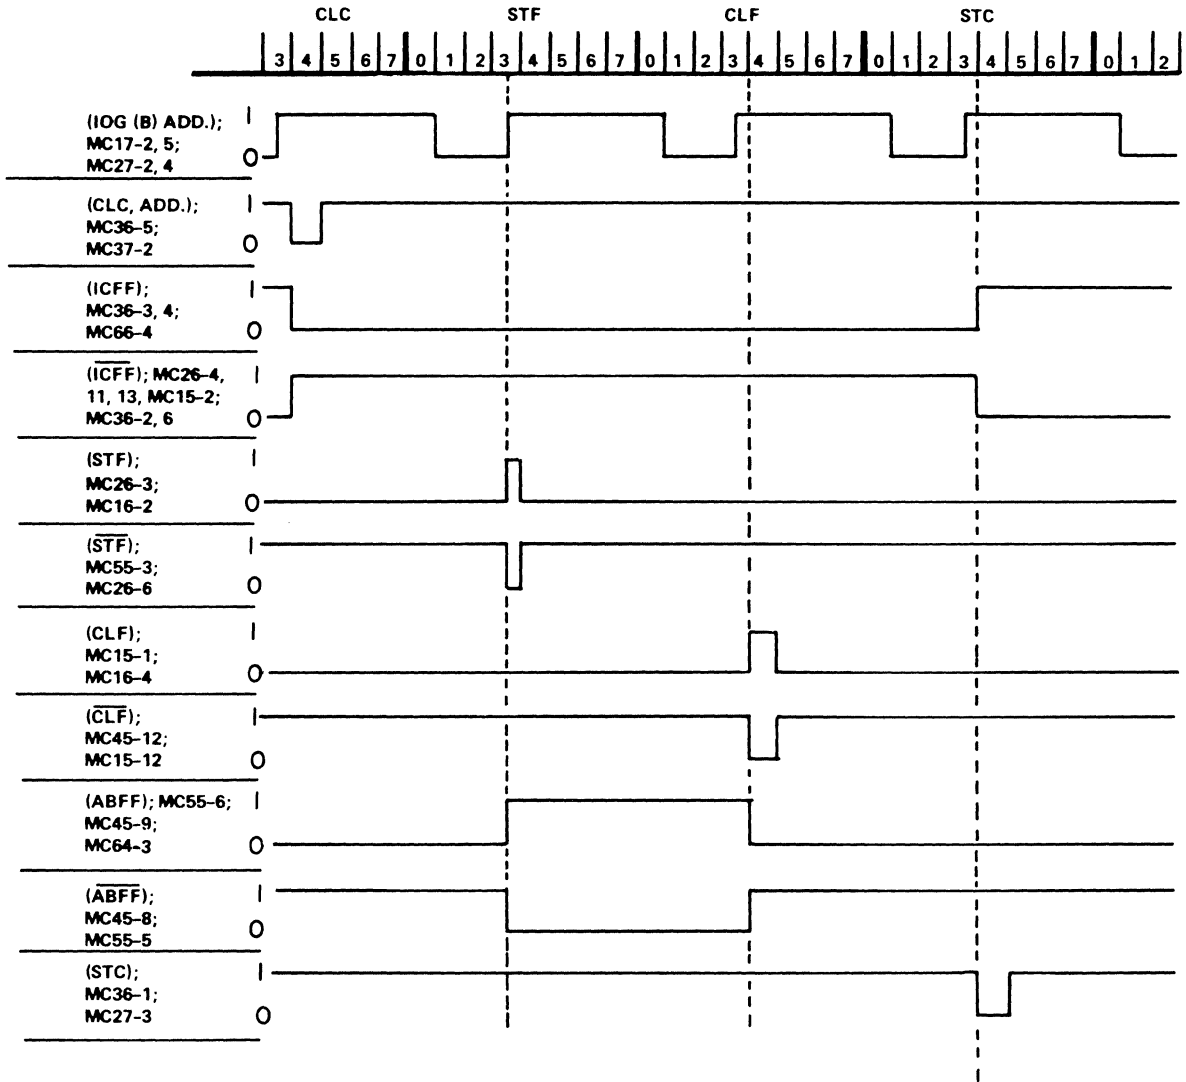 CLC STF CLF STC
3 4 5 6 7 0 1 2 3 4 5 6 7 0 1 2 3 4 5 6 7 0 1 2 3 4 5 6 7 0 1 2
(IOG (B) ADD.); 1
MC17-2, 5;
MC27-2, 4 0
(CLC, ADD.); 1
MC36-5;
MC37-2 0
(ICFF); 1
MC36-3, 4;
MC66-4 0
(I̅C̅F̅F̅); MC26-4, 1
11, 13, MC15-2;
MC36-2, 6 0
(STF); 1
MC26-3;
MC16-2 0
(S̅T̅F̅); 1
MC55-3;
MC26-6 0
(CLF); 1
MC15-1;
MC16-4 0
(C̅L̅F̅); 1
MC45-12;
MC15-12 0
(ABFF); MC55-6; 1
MC45-9;
MC64-3 0
(A̅B̅F̅F̅); 1
MC45-8;
MC55-5 0
(STC); 1
MC36-1;
MC27-3 0